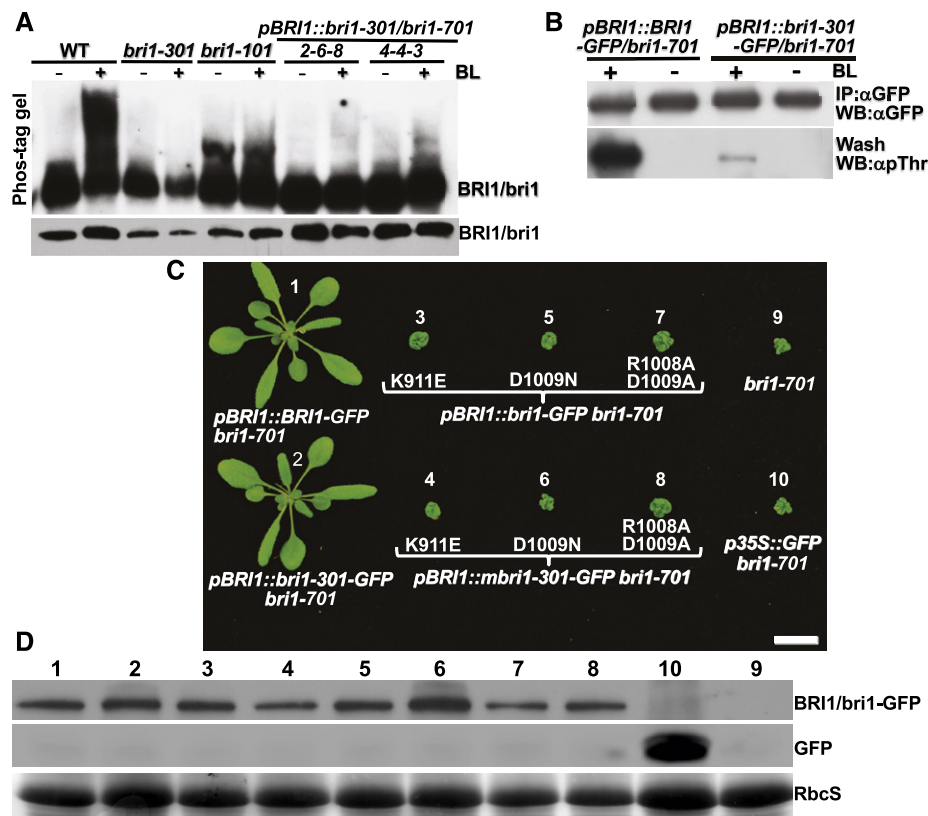 A
pBRI1::bri1-301/bri1-701
WT bri1-301 bri1-101 2-6-8 4-4-3
- + - + - + - + - + BL
Phos-tag gel
BRI1/bri1
BRI1/bri1
B
pBRI1::BRI1
-GFP/bri1-701
pBRI1::bri1-301
-GFP/bri1-701
+ - + - BL
IP:αGFP
WB:αGFP
Wash
WB:αpThr
C
1
3 5 7 9
K911E D1009N R1008A
D1009A
pBRI1::bri1-GFP bri1-701
bri1-701
pBRI1::BRI1-GFP
bri1-701
2
4 6 8 10
K911E D1009N R1008A
D1009A
pBRI1::mbri1-301-GFP bri1-701
p35S::GFP
bri1-701
pBRI1::bri1-301-GFP
bri1-701
D
1 2 3 4 5 6 7 8 10 9
BRI1/bri1-GFP
GFP
RbcS